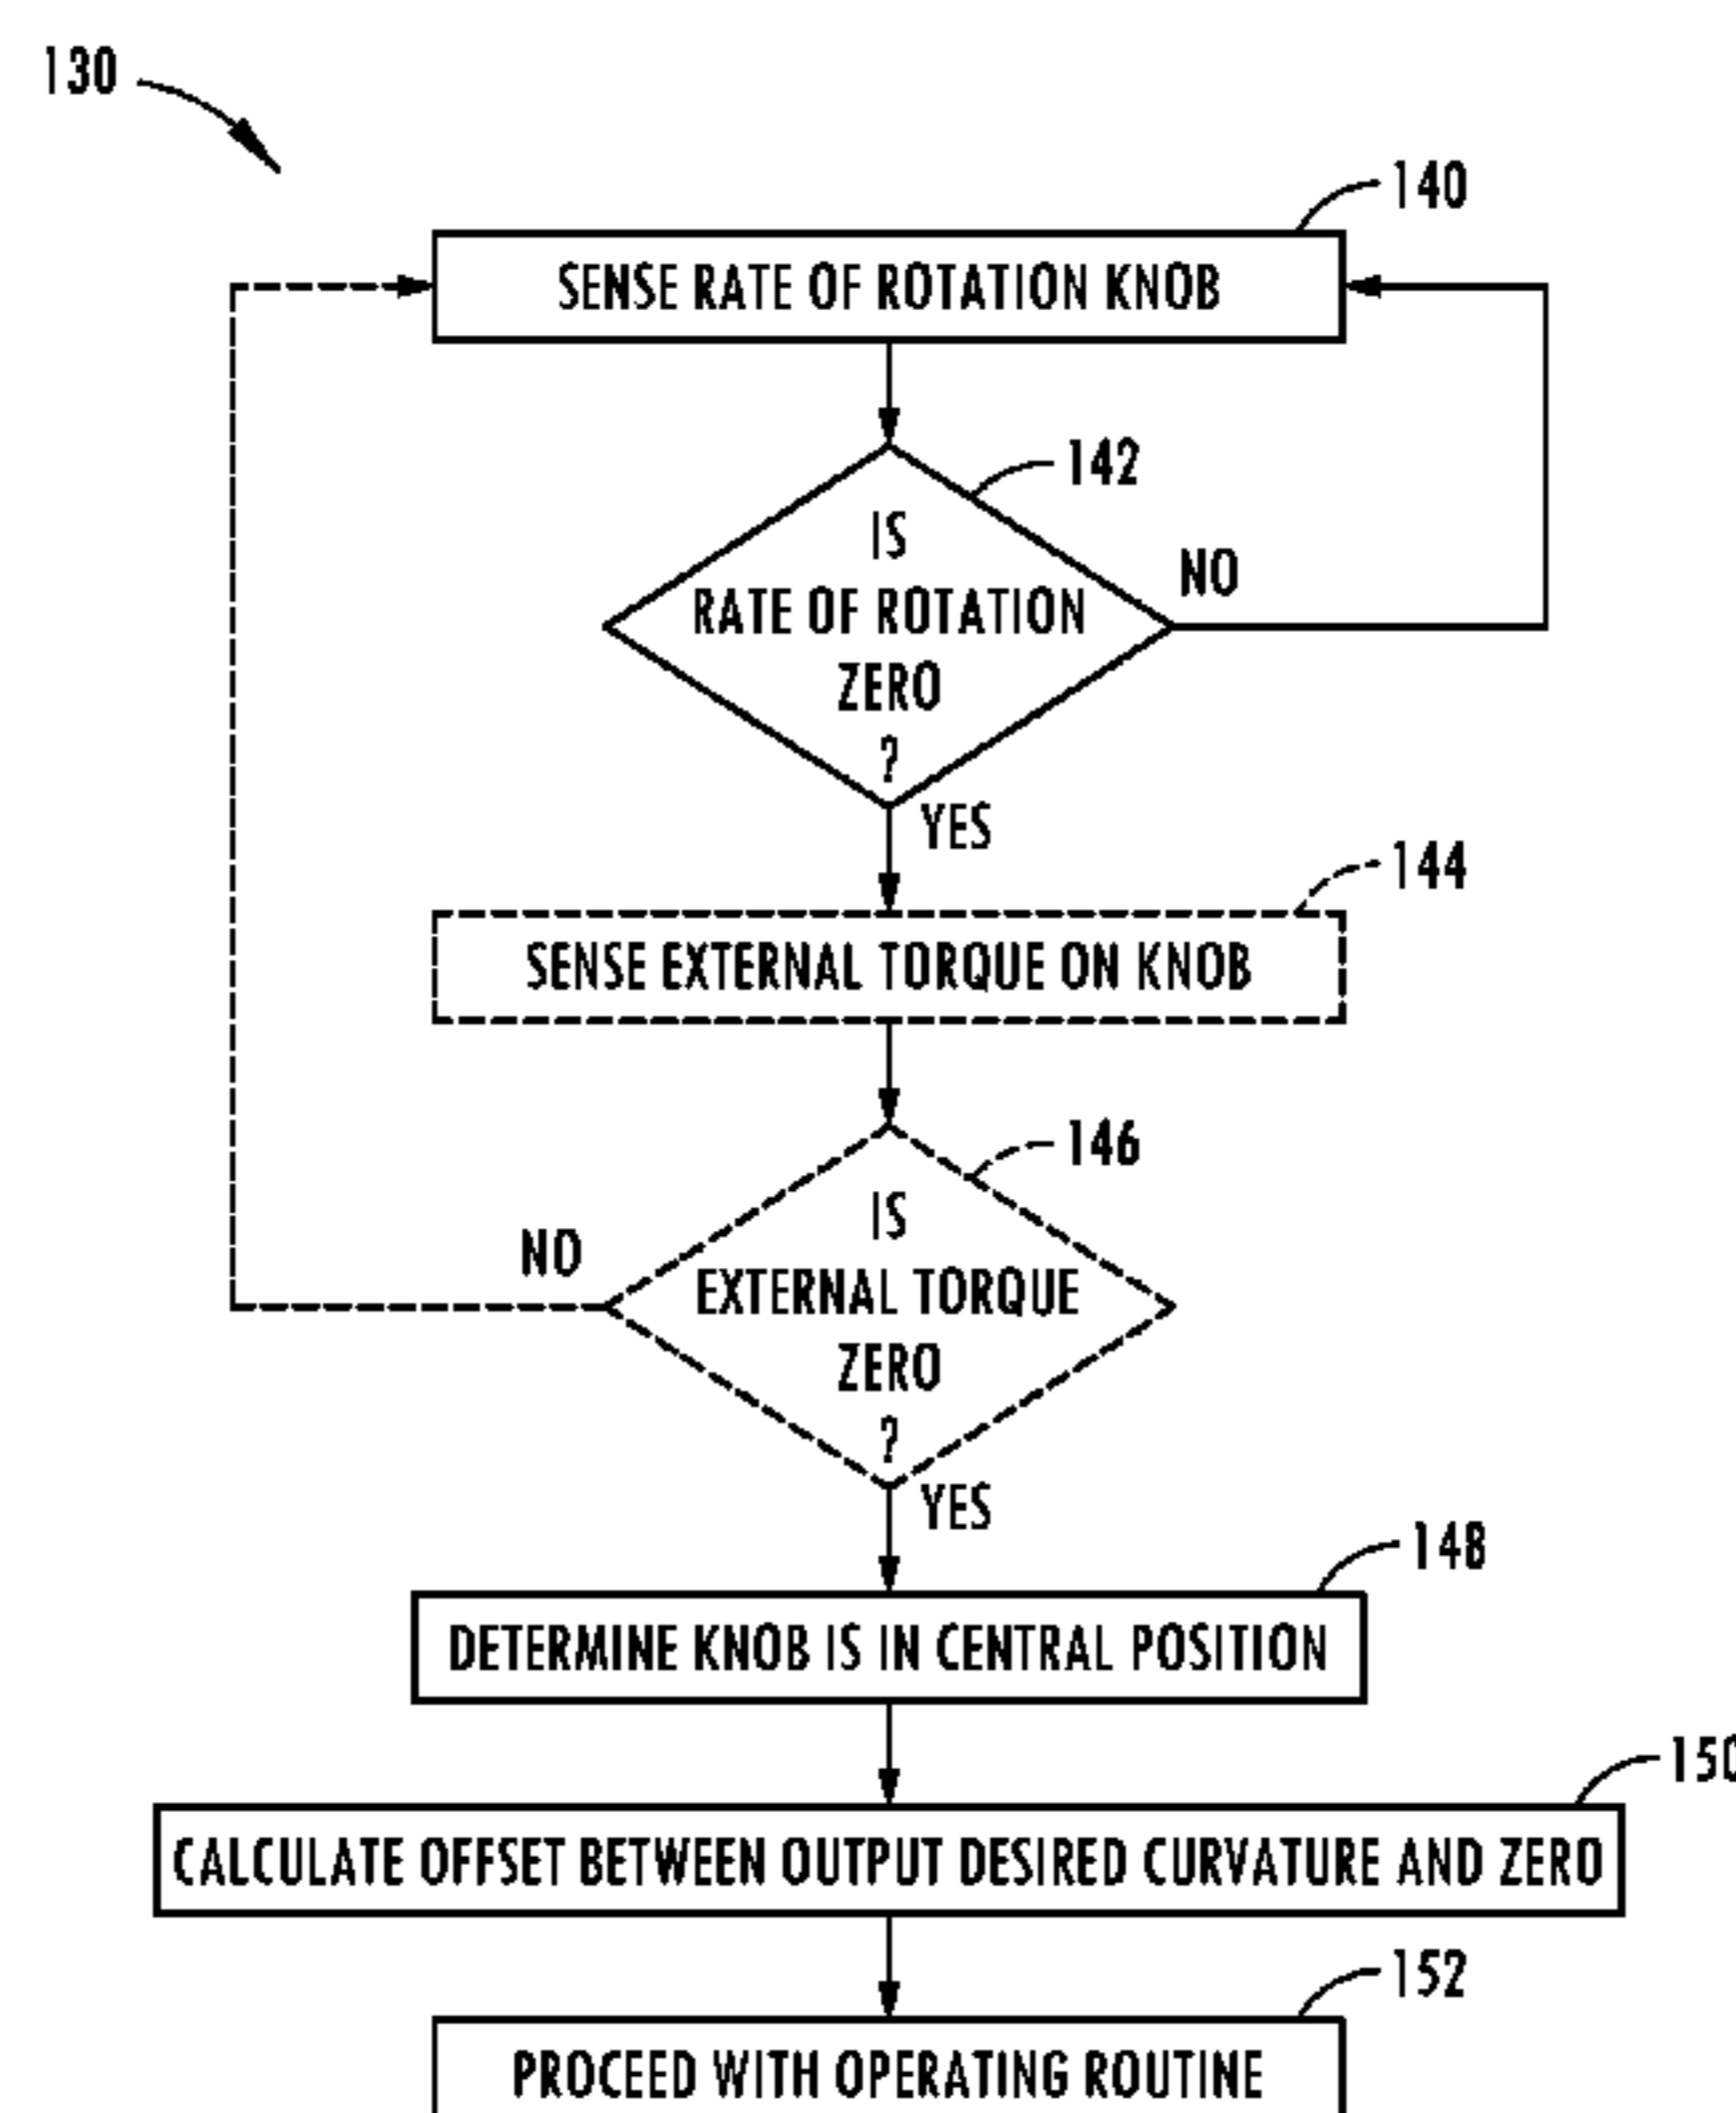 130
140
SENSE RATE OF ROTATION KNOB
142
IS
RATE OF ROTATION
ZERO
?
NO
YES
144
SENSE EXTERNAL TORQUE ON KNOB
146
IS
EXTERNAL TORQUE
ZERO
?
NO
YES
148
DETERMINE KNOB IS IN CENTRAL POSITION
150
CALCULATE OFFSET BETWEEN OUTPUT DESIRED CURVATURE AND ZERO
152
PROCEED WITH OPERATING ROUTINE